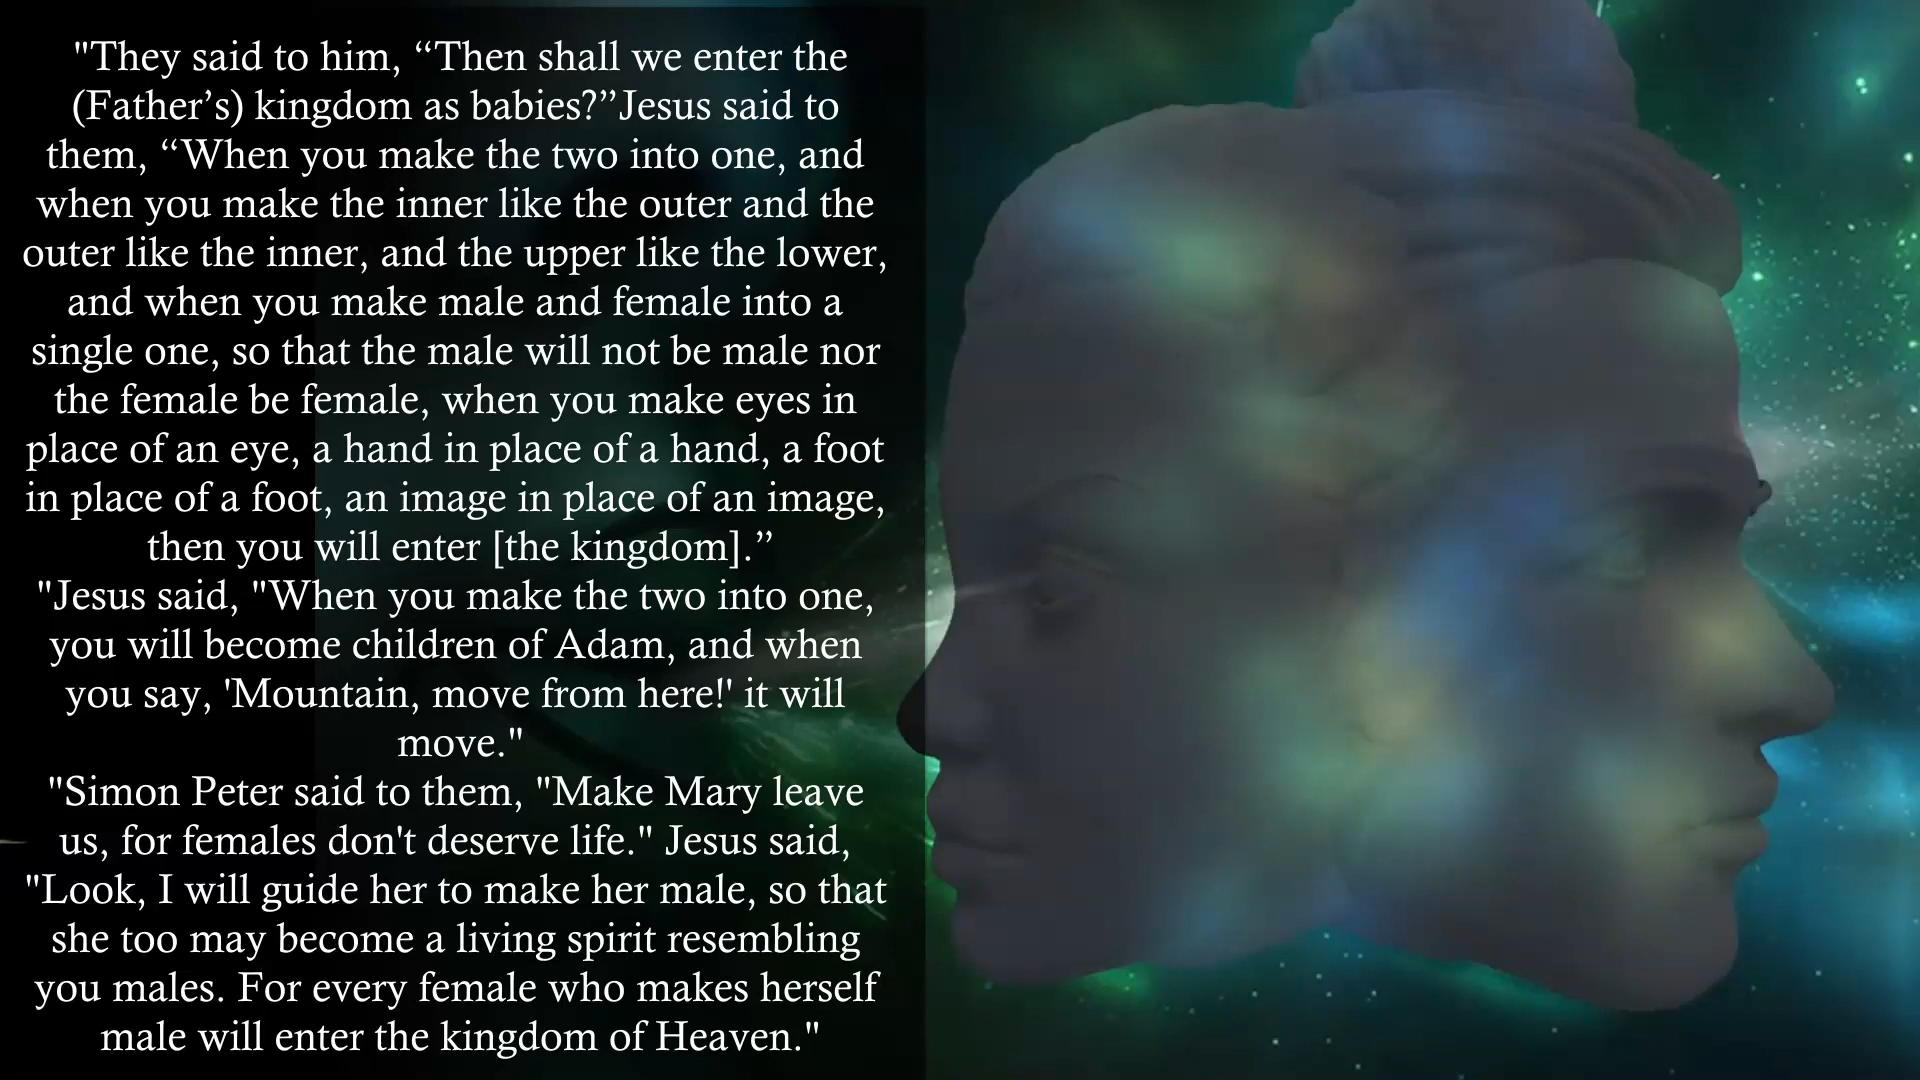 "They said to him, “Then shall we enter the
(Father’s) kingdom as babies?”Jesus said to
them, “When you make the two into one, and
when you make the inner like the outer and the
outer like the inner, and the upper like the lower,
and when you make male and female into a
single one, so that the male will not be male nor
the female be female, when you make eyes in
place of an eye, a hand in place of a hand, a foot
in place of a foot, an image in place of an image,
then you will enter [the kingdom].”
"Jesus said, "When you make the two into one,
you will become children of Adam, and when
you say, 'Mountain, move from here!' it will
move."
"Simon Peter said to them, "Make Mary leave
us, for females don't deserve life." Jesus said,
"Look, I will guide her to make her male, so that
she too may become a living spirit resembling
you males. For every female who makes herself
male will enter the kingdom of Heaven."